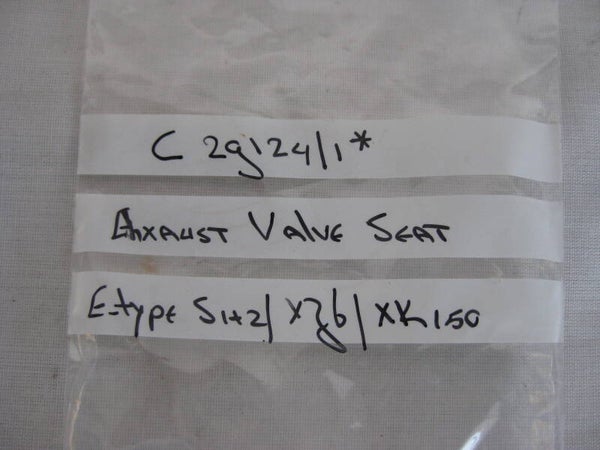 C 29124/1*
Exhaust Valve Seat
E-type S1+2/ XJ6/ XK150